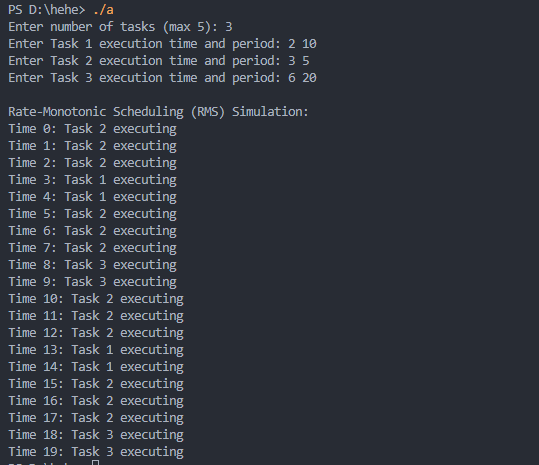 PS D:\hehe> ./a
Enter number of tasks (max 5): 3
Enter Task 1 execution time and period: 2 10
Enter Task 2 execution time and period: 3 5
Enter Task 3 execution time and period: 6 20
Rate-Monotonic Scheduling (RMS) Simulation:
Time 0: Task 2 executing
Time 1: Task 2 executing
Time 2: Task 2 executing
Time 3: Task 1 executing
Time 4: Task 1 executing
Time 5: Task 2 executing
Time 6: Task 2 executing
Time 7: Task 2 executing
Time 8: Task 3 executing
Time 9: Task 3 executing
Time 10: Task 2 executing
Time 11: Task 2 executing
Time 12: Task 2 executing
Time 13: Task 1 executing
Time 14: Task 1 executing
Time 15: Task 2 executing
Time 16: Task 2 executing
Time 17: Task 2 executing
Time 18: Task 3 executing
Time 19: Task 3 executing